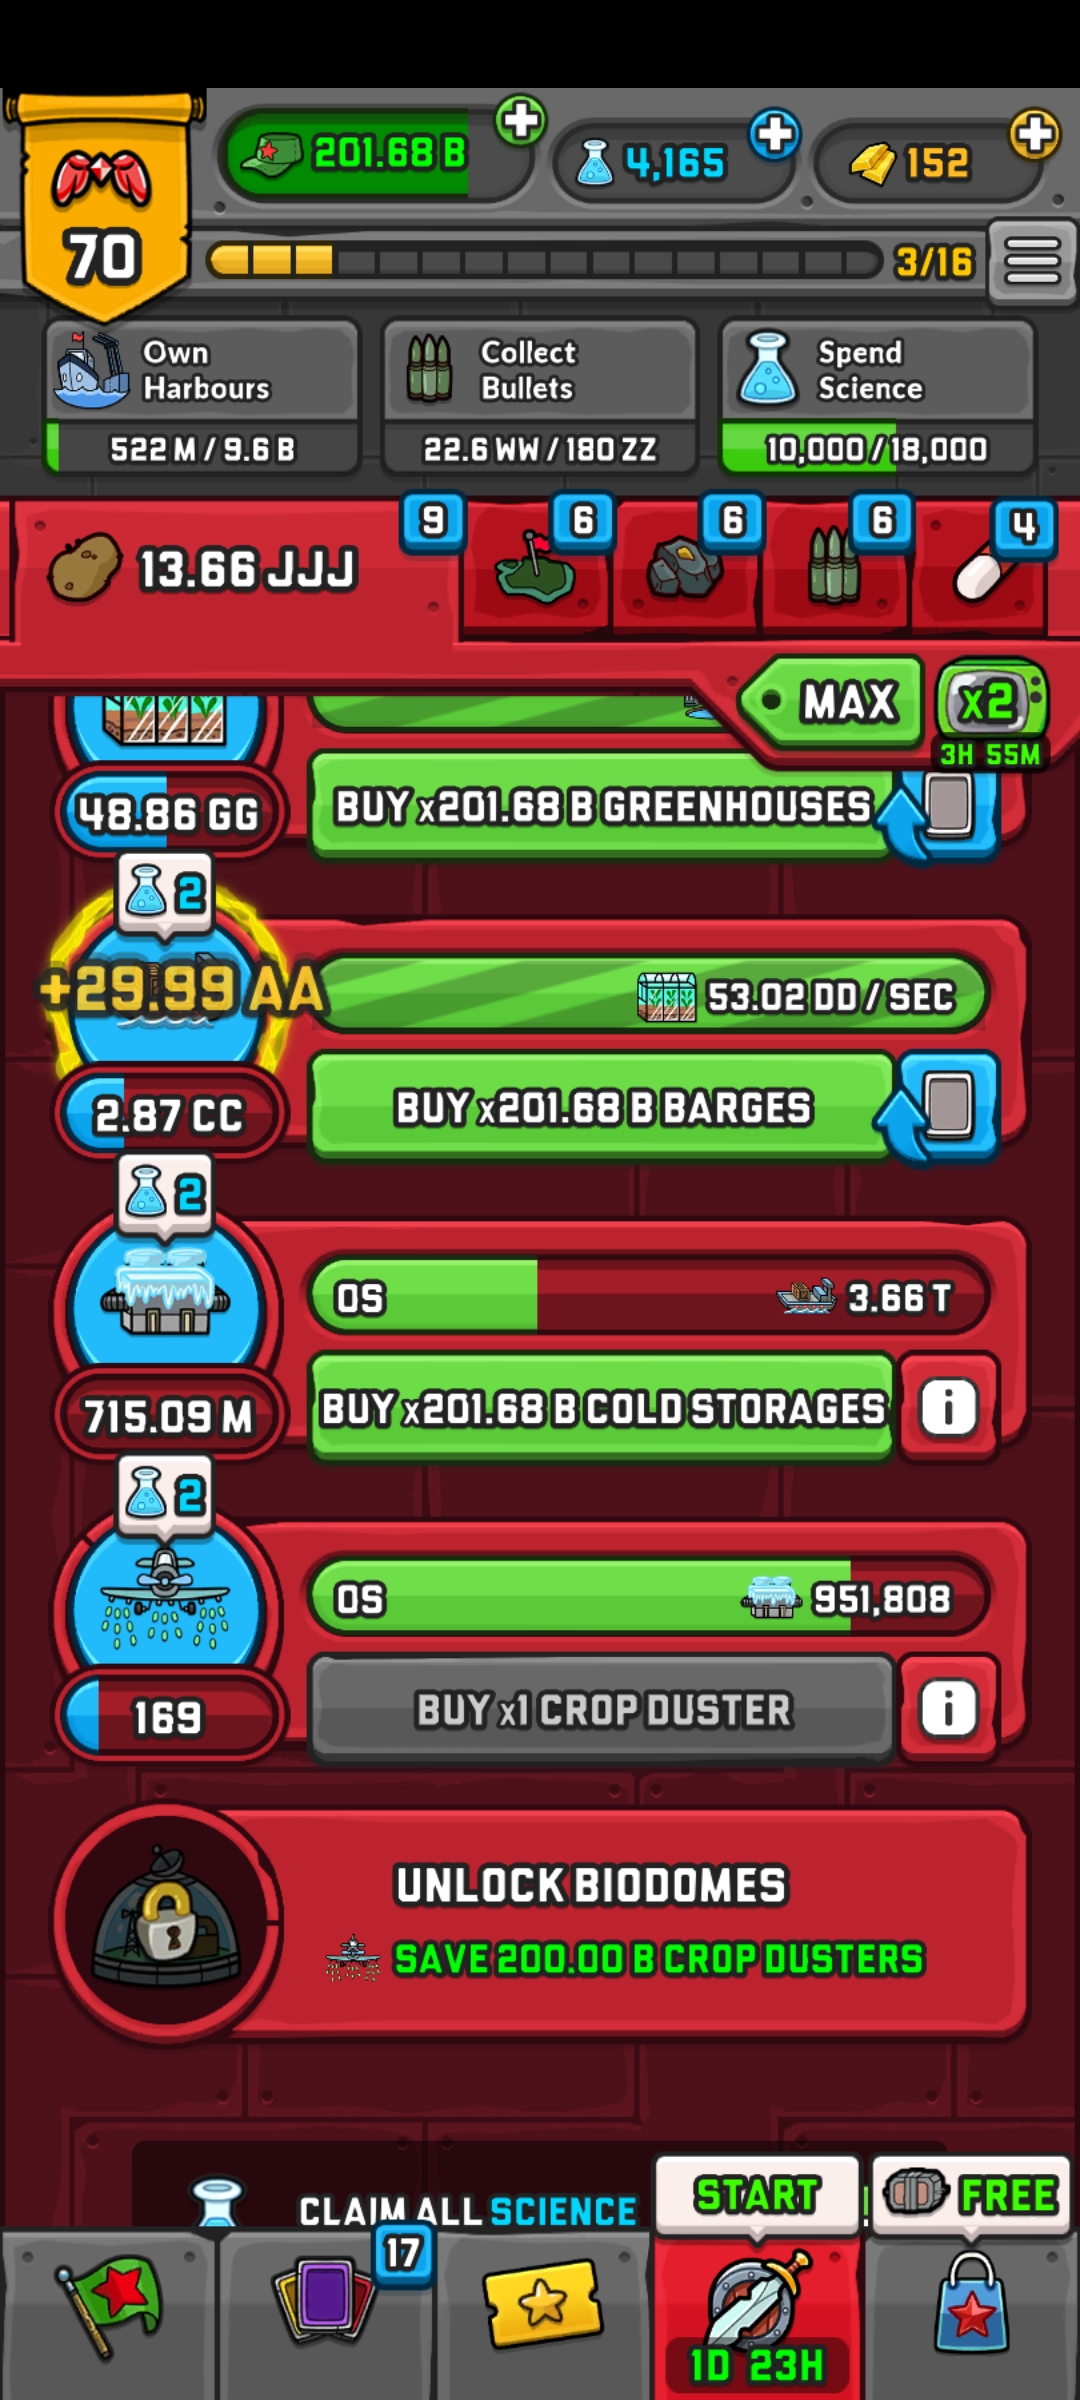 201.68 B
4,165
152
70
3/16
Own
Harbours
522 M / 9.6 B
Collect
Bullets
22.6 WW / 180 ZZ
Spend
Science
10,000 / 18,000
13.66 JJJ
9
6
6
6
4
MAX
x2
3H 55M
48.86 GG
BUY x201.68 B GREENHOUSES
2
+29.99 AA
53.02 DD / SEC
2.87 CC
BUY x201.68 B BARGES
2
0S
3.66 T
715.09 M
BUY x201.68 B COLD STORAGES
i
2
0S
951,808
169
BUY x1 CROP DUSTER
i
UNLOCK BIODOMES
SAVE 200.00 B CROP DUSTERS
CLAIM ALL SCIENCE
START
FREE
17
1D 23H